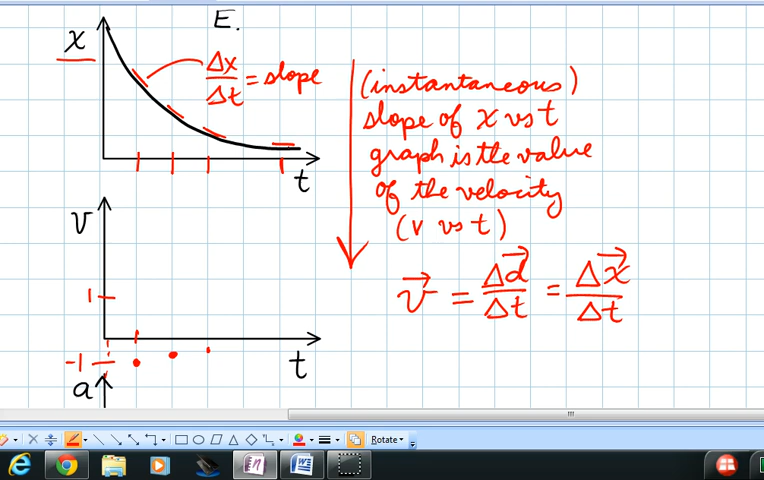 E.
x
Δx
Δt
= slope
t
(instantaneous)
slope of x vs t
graph is the value
of the velocity
(v vs t)
v
1
-1
t
a
v⃗ = Δd⃗/Δt = Δx⃗/Δt
Rotate